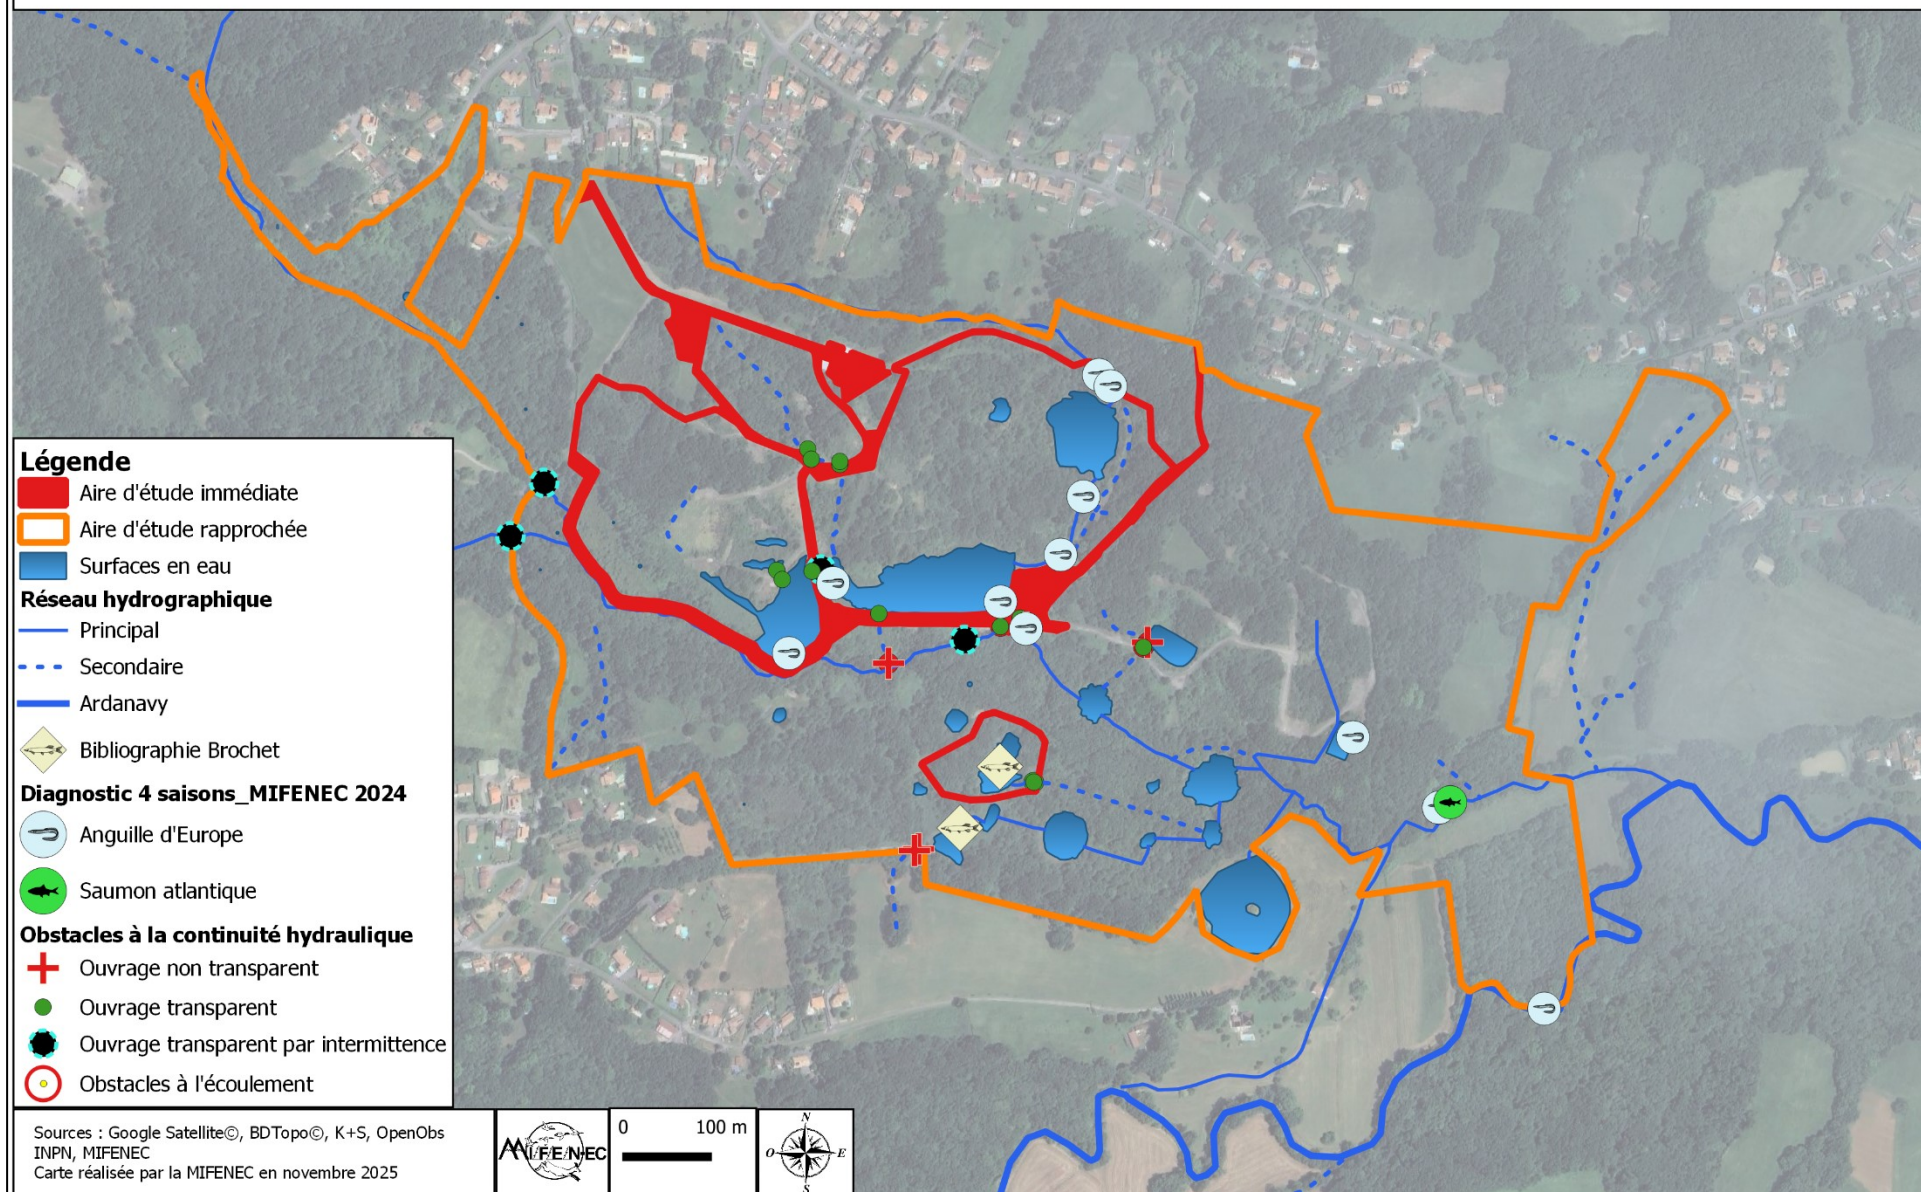 Légende
Aire d'étude immédiate
Aire d'étude rapprochée
Surfaces en eau
Réseau hydrographique
Principal
Secondaire
Ardanavy
Bibliographie Brochet
Diagnostic 4 saisons_MIFENEC 2024
Anguille d'Europe
Saumon atlantique
Obstacles à la continuité hydraulique
Ouvrage non transparent
Ouvrage transparent
Ouvrage transparent par intermittence
Obstacles à l'écoulement
Sources : Google Satellite©, BDTopo©, K+S, OpenObs
INPN, MIFENEC
Carte réalisée par la MIFENEC en novembre 2025
MIFENEC
0 100 m
N
O E
S